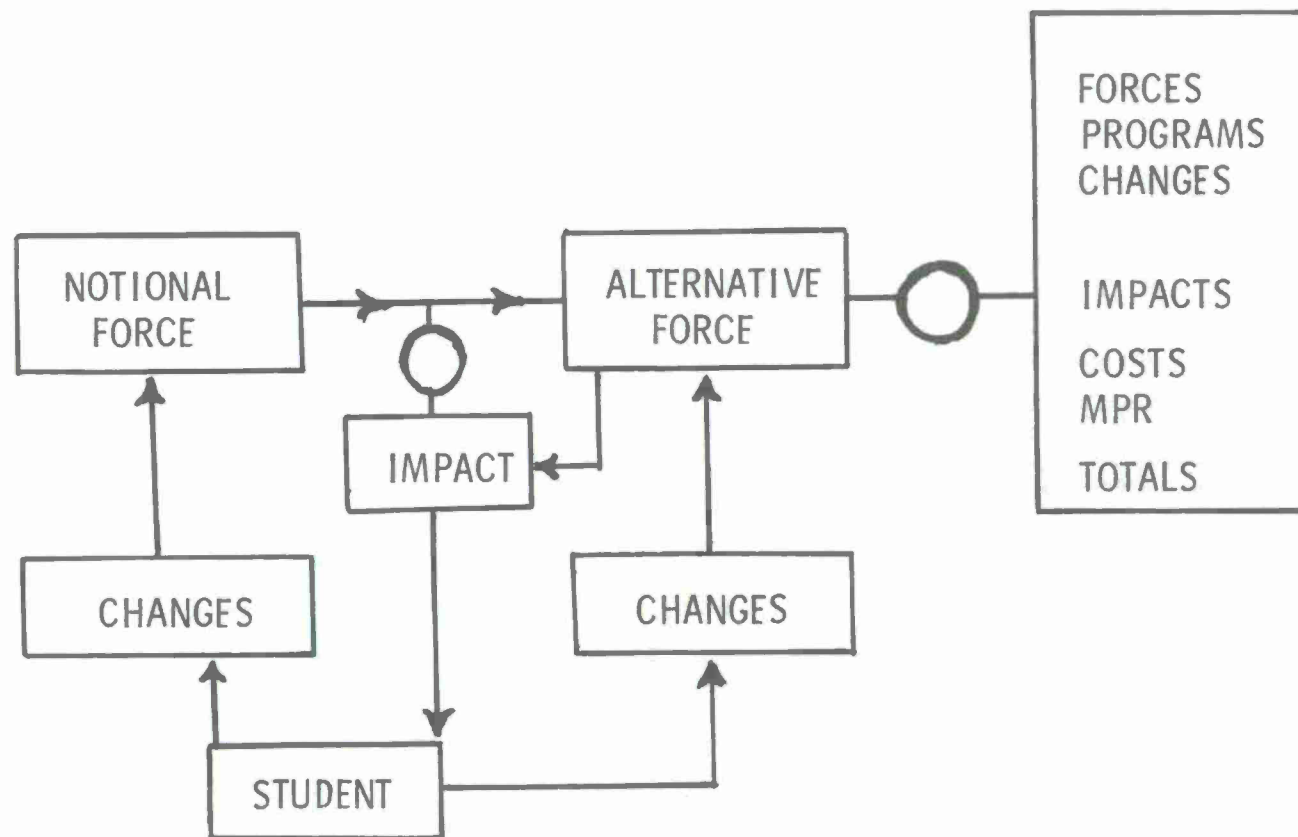 NOTIONAL
FORCE
ALTERNATIVE
FORCE
FORCES
PROGRAMS
CHANGES
IMPACTS
COSTS
MPR
TOTALS
IMPACT
CHANGES
CHANGES
STUDENT